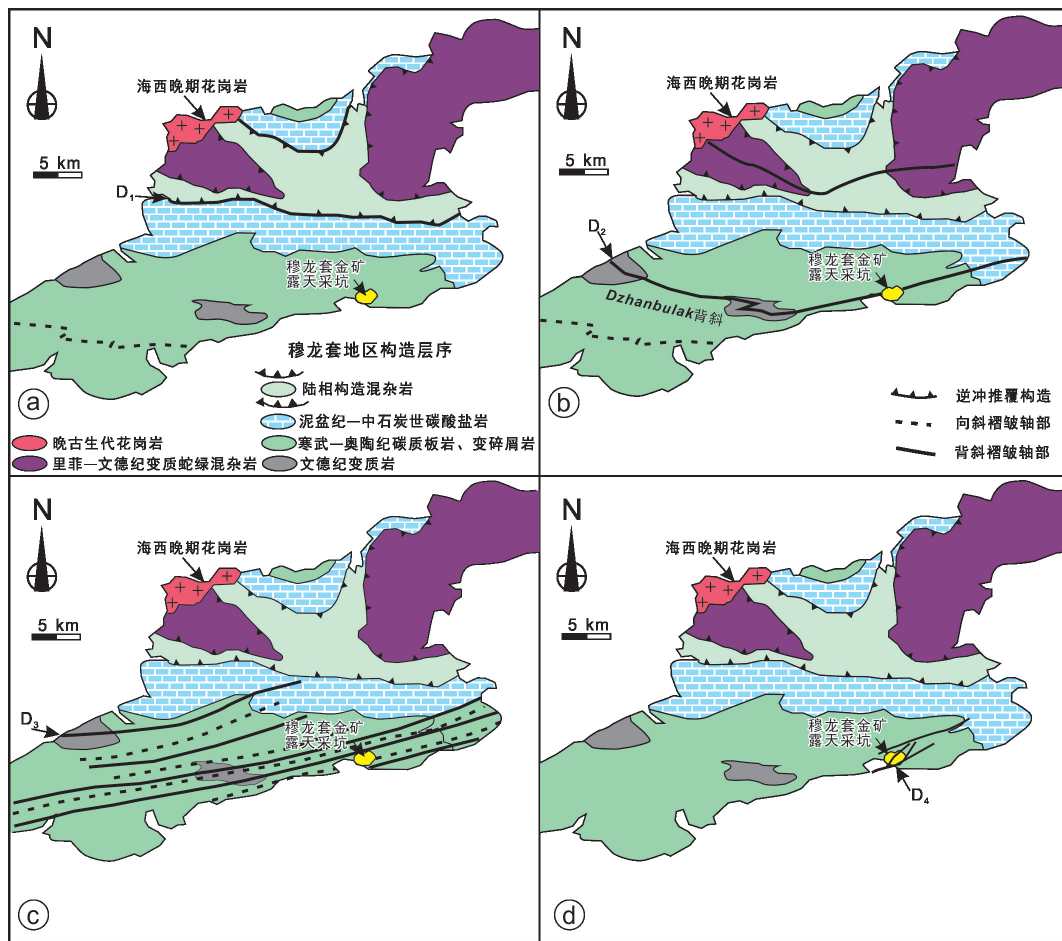 N
海西晚期花岗岩
5 km
D1
穆龙套金矿
露天采坑
穆龙套地区构造层序
陆相构造混杂岩
泥盆纪—中石炭世碳酸盐岩
晚古生代花岗岩
寒武—奥陶纪碳质板岩、变碎屑岩
里菲—文德纪变质蛇绿混杂岩
文德纪变质岩
a
N
海西晚期花岗岩
5 km
D2
穆龙套金矿
露天采坑
Dzhanbulak背斜
逆冲推覆构造
向斜褶皱轴部
背斜褶皱轴部
b
N
海西晚期花岗岩
5 km
D3
穆龙套金矿
露天采坑
c
N
海西晚期花岗岩
5 km
穆龙套金矿
露天采坑
D4
d